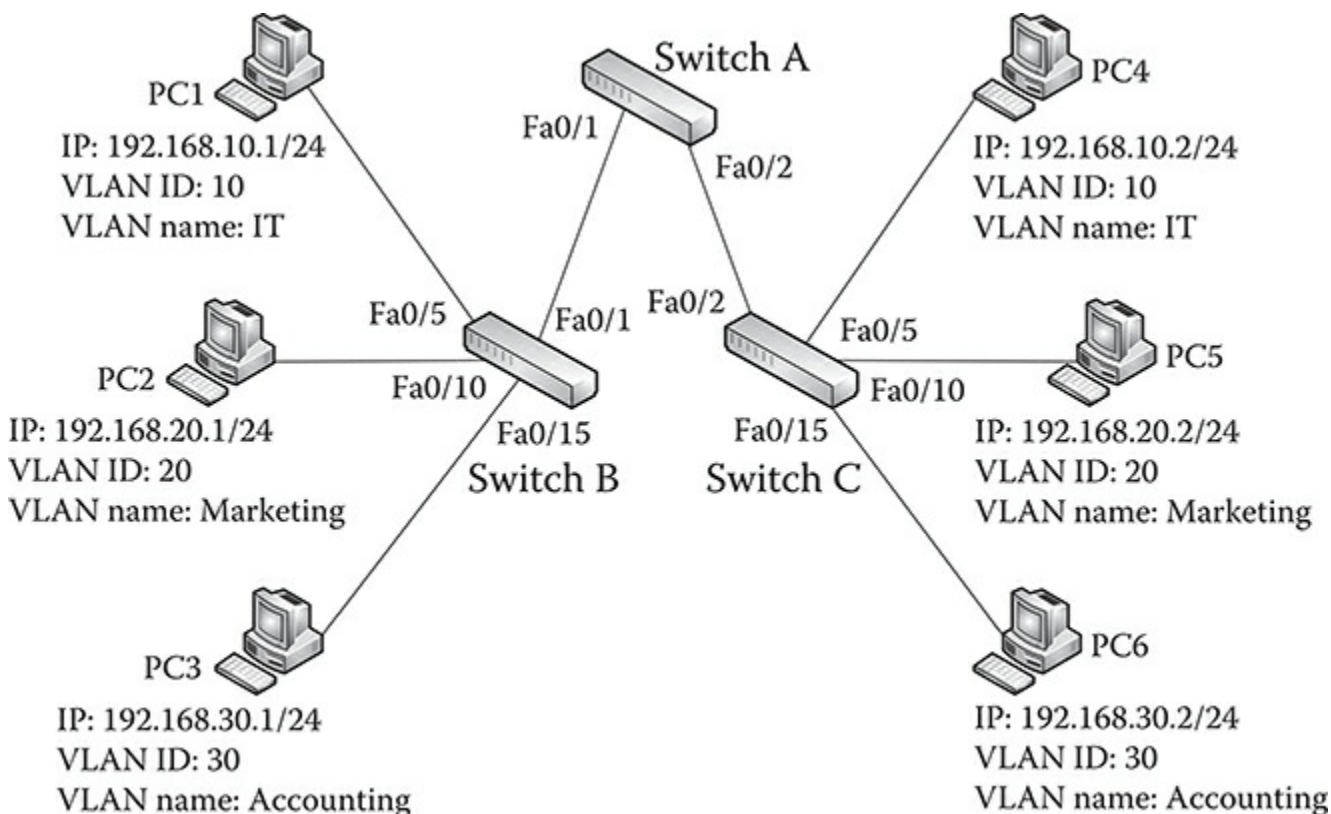 Switch A
PC1
PC4
Fa0/1
Fa0/2
IP: 192.168.10.1/24
VLAN ID: 10
VLAN name: IT
IP: 192.168.10.2/24
VLAN ID: 10
VLAN name: IT
Fa0/5
Fa0/1
Fa0/2
Fa0/5
PC2
Fa0/10
Fa0/10
PC5
IP: 192.168.20.1/24
VLAN ID: 20
VLAN name: Marketing
Fa0/15
Switch B
Fa0/15
Switch C
IP: 192.168.20.2/24
VLAN ID: 20
VLAN name: Marketing
PC3
PC6
IP: 192.168.30.1/24
VLAN ID: 30
VLAN name: Accounting
IP: 192.168.30.2/24
VLAN ID: 30
VLAN name: Accounting